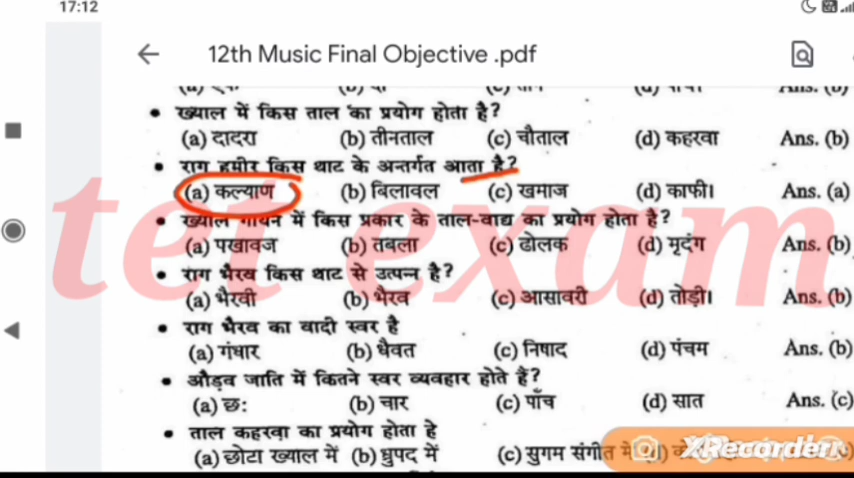 17:12
12th Music Final Objective .pdf
• ख्याल में किस ताल का प्रयोग होता है?
(a) दादरा (b) तीनताल (c) चौताल (d) कहरवा Ans. (b)
• राग हमीर किस थाट के अन्तर्गत आता है?
(a) कल्याण (b) बिलावल (c) खमाज (d) काफी। Ans. (a)
• ख्याल गायन में किस प्रकार के ताल-वाद्य का प्रयोग होता है?
(a) पखावज (b) तबला (c) ढोलक (d) मृदंग Ans. (b)
• राग भैरव किस थाट से उत्पन्न है?
(a) भैरवी (b) भैरव (c) आसावरी (d) तोड़ी। Ans. (b)
• राग भैरव का वादी स्वर है
(a) गंधार (b) धैवत (c) निषाद (d) पंचम Ans. (b)
• औड़व जाति में कितने स्वर व्यवहार होते हैं?
(a) छ: (b) चार (c) पाँच (d) सात Ans. (c)
• ताल कहरवा का प्रयोग होता हे
(a) छोटा ख्याल में (b) ध्रुपद में (c) सुगम संगीत में
tet exam
XRecorder